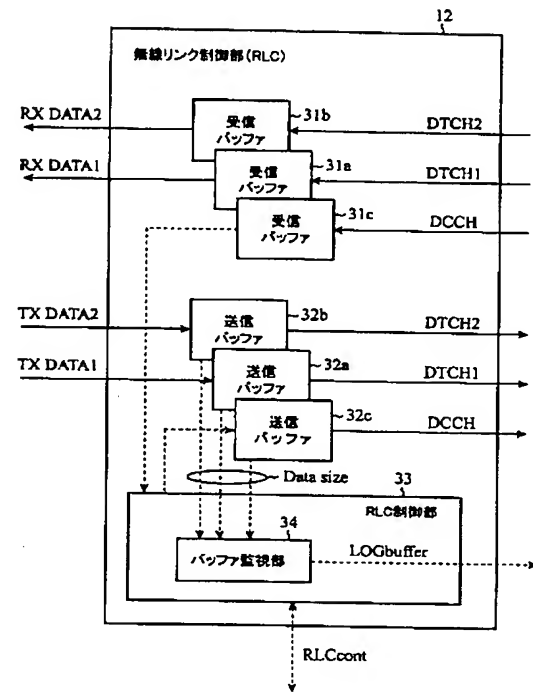 12
無線リンク制御部(RLC)
RX DATA2
受信
バッファ
31b
DTCH2
RX DATA1
受信
バッファ
31a
DTCH1
受信
バッファ
31c
DCCH
TX DATA2
送信
バッファ
32b
DTCH2
TX DATA1
送信
バッファ
32a
DTCH1
送信
バッファ
32c
DCCH
Data size
33
RLC制御部
34
バッファ監視部
LOGbuffer
RLCcont